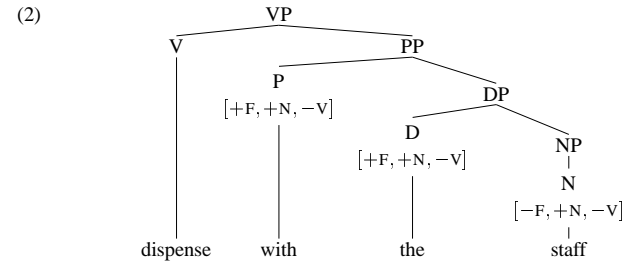 (2)
VP
V PP
P DP
[+F, +N, −V]
D NP
[+F, +N, −V]
N
[−F, +N, −V]
dispense with the staff